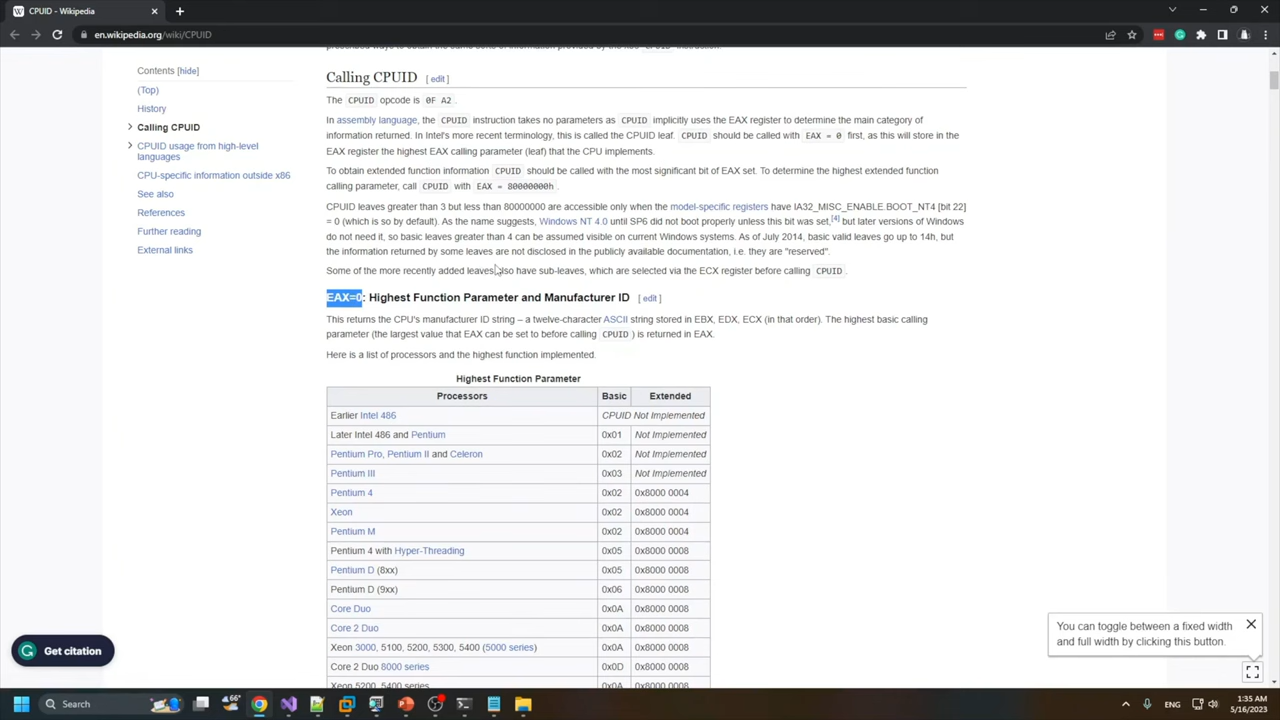 CPUID - Wikipedia
en.wikipedia.org/wiki/CPUID
Contents [hide]
(Top)
History
Calling CPUID
CPUID usage from high-level
languages
CPU-specific information outside x86
See also
References
Further reading
External links
Calling CPUID [ edit ]
The CPUID opcode is 0F A2 .
In assembly language, the CPUID instruction takes no parameters as CPUID implicitly uses the EAX register to determine the main category of
information returned. In Intel's more recent terminology, this is called the CPUID leaf. CPUID should be called with EAX = 0 first, as this will store in the
EAX register the highest EAX calling parameter (leaf) that the CPU implements.
To obtain extended function information CPUID should be called with the most significant bit of EAX set. To determine the highest extended function
calling parameter, call CPUID with EAX = 80000000h .
CPUID leaves greater than 3 but less than 80000000 are accessible only when the model-specific registers have IA32_MISC_ENABLE.BOOT_NT4 [bit 22]
= 0 (which is so by default). As the name suggests, Windows NT 4.0 until SP6 did not boot properly unless this bit was set,[4] but later versions of Windows
do not need it, so basic leaves greater than 4 can be assumed visible on current Windows systems. As of July 2014, basic valid leaves go up to 14h, but
the information returned by some leaves are not disclosed in the publicly available documentation, i.e. they are "reserved".
Some of the more recently added leaves also have sub-leaves, which are selected via the ECX register before calling CPUID .
EAX=0: Highest Function Parameter and Manufacturer ID [ edit ]
This returns the CPU's manufacturer ID string – a twelve-character ASCII string stored in EBX, EDX, ECX (in that order). The highest basic calling
parameter (the largest value that EAX can be set to before calling CPUID ) is returned in EAX.
Here is a list of processors and the highest function implemented.
Highest Function Parameter
Processors Basic Extended
Earlier Intel 486 CPUID Not Implemented
Later Intel 486 and Pentium 0x01 Not Implemented
Pentium Pro, Pentium II and Celeron 0x02 Not Implemented
Pentium III 0x03 Not Implemented
Pentium 4 0x02 0x8000 0004
Xeon 0x02 0x8000 0004
Pentium M 0x02 0x8000 0004
Pentium 4 with Hyper-Threading 0x05 0x8000 0008
Pentium D (8xx) 0x05 0x8000 0008
Pentium D (9xx) 0x06 0x8000 0008
Core Duo 0x0A 0x8000 0008
Core 2 Duo 0x0A 0x8000 0008
Xeon 3000, 5100, 5200, 5300, 5400 (5000 series) 0x0A 0x8000 0008
Core 2 Duo 8000 series 0x0D 0x8000 0008
Xeon 5200, 5400 series 0x0A 0x8000 0008
Get citation
You can toggle between a fixed width
and full width by clicking this button.
Search
66°
ENG
1:35 AM
5/16/2023